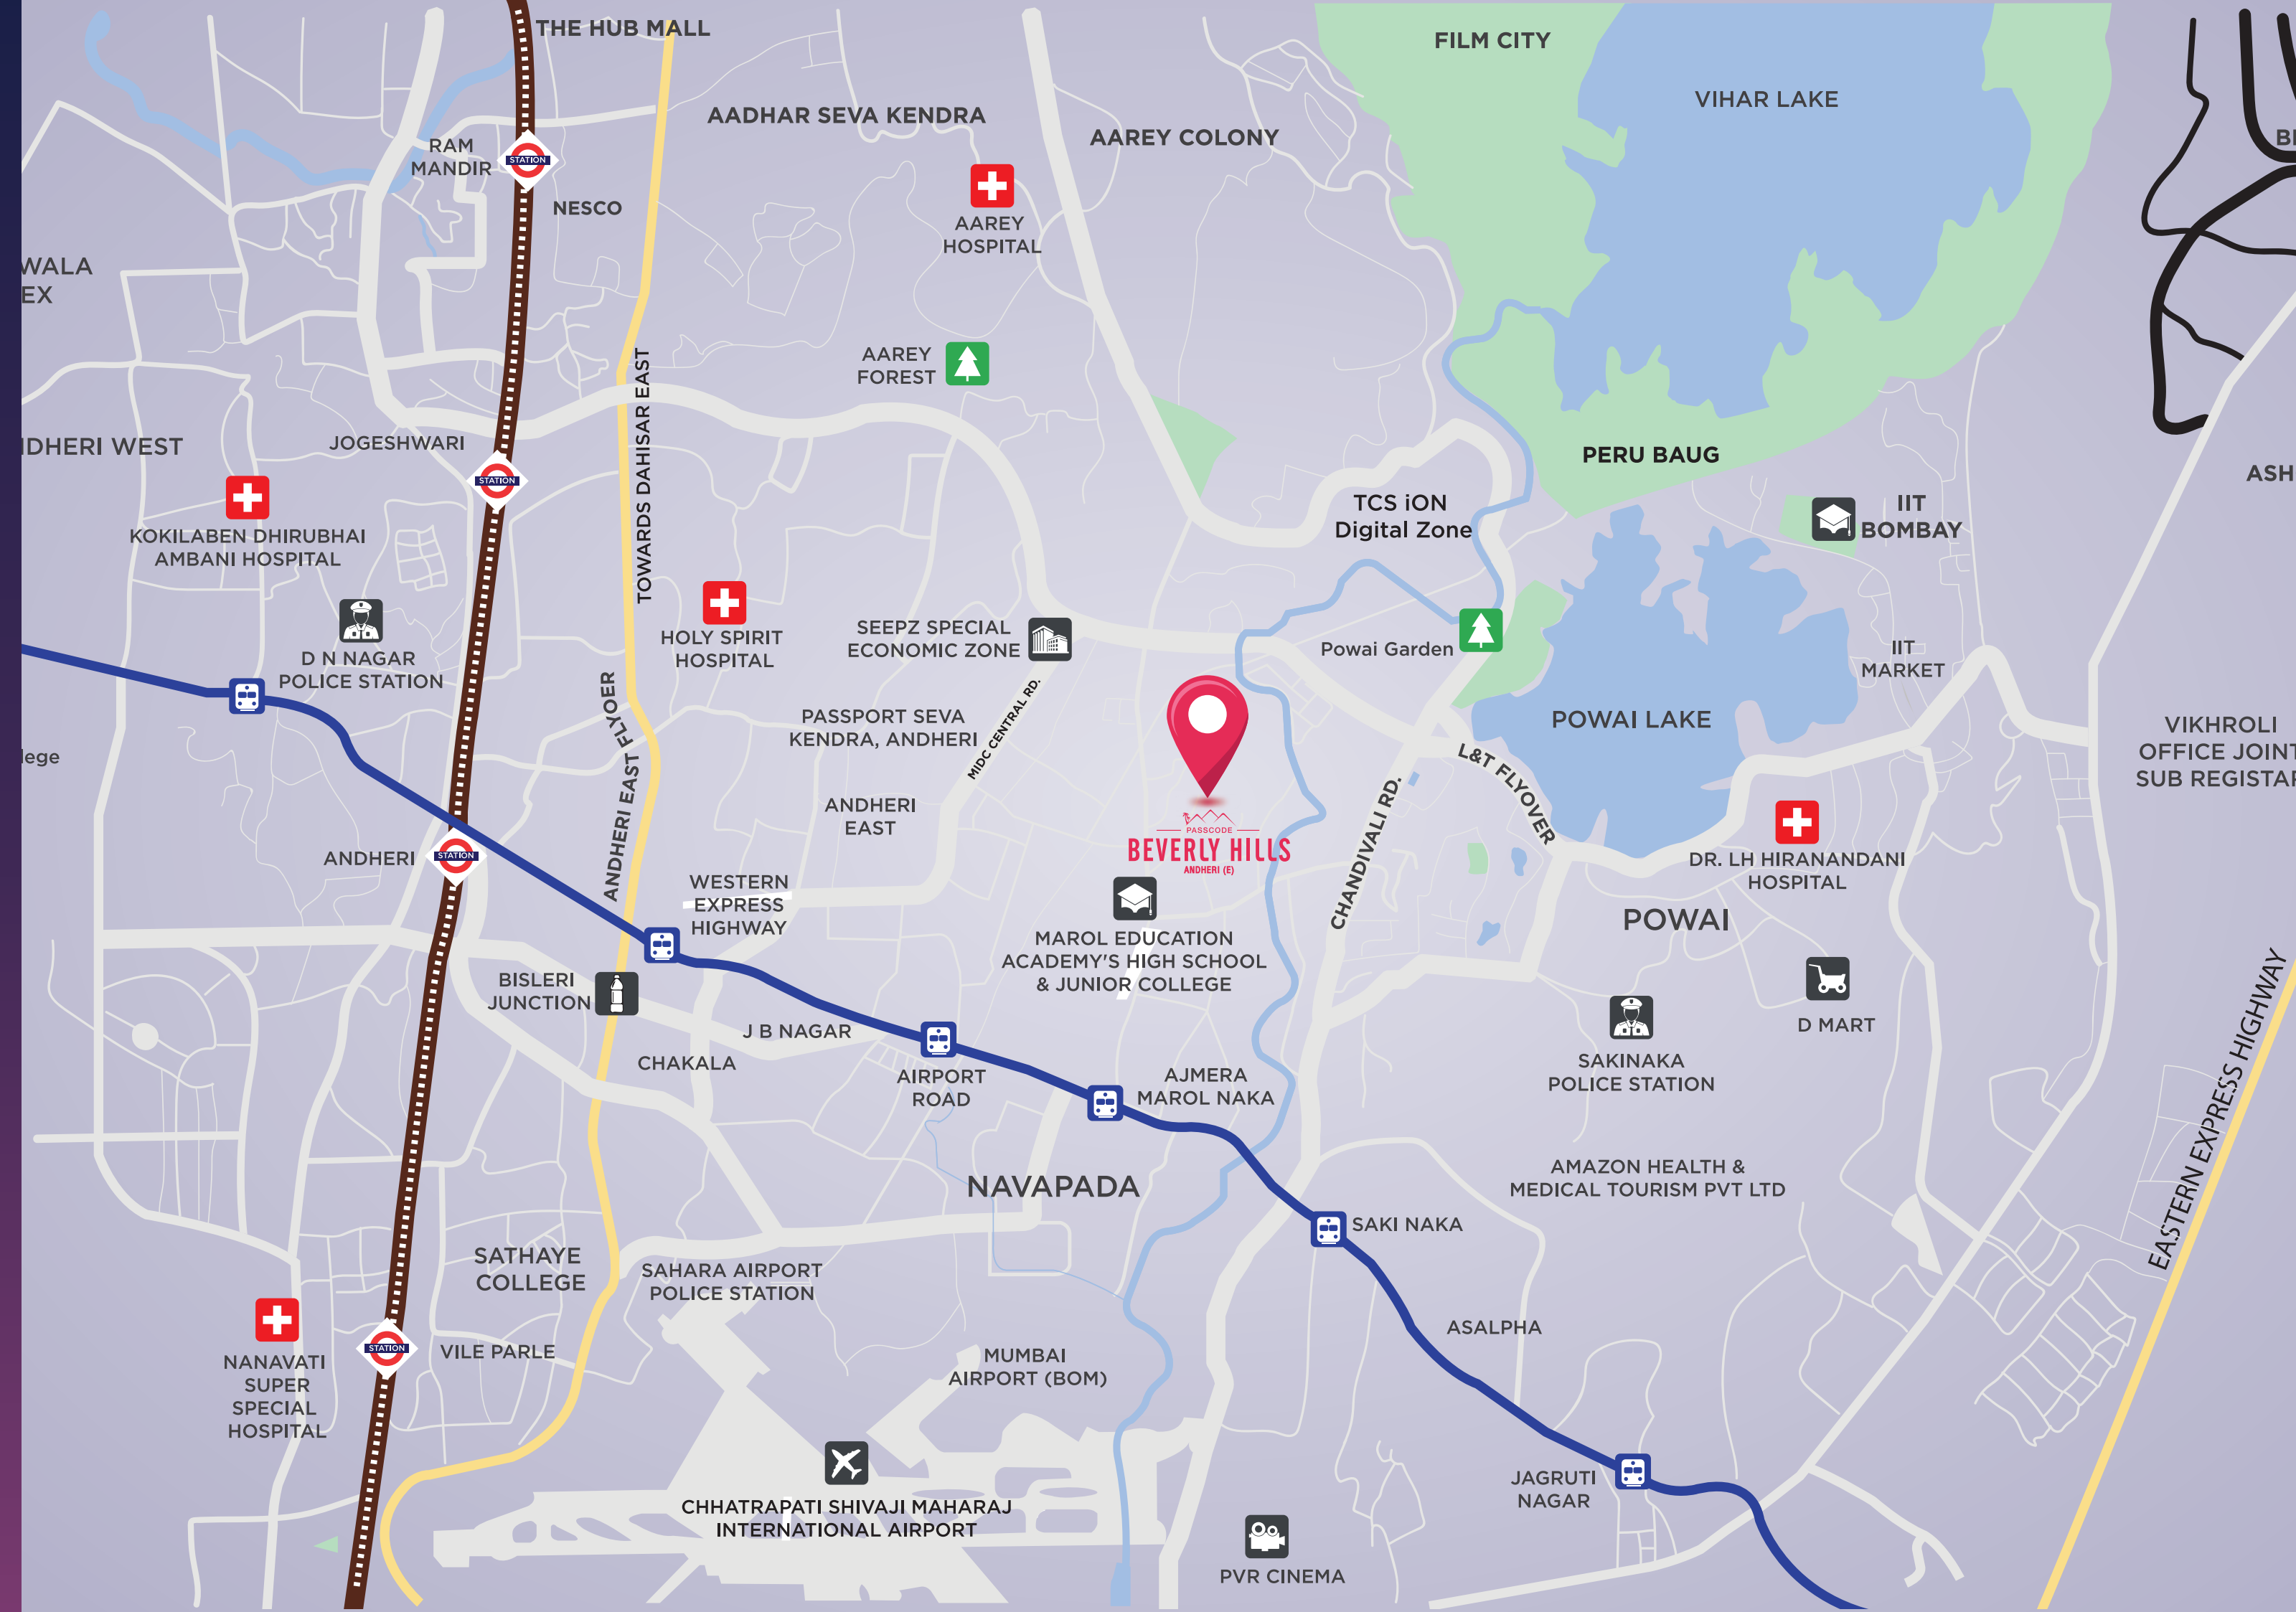 THE HUB MALL
FILM CITY
VIHAR LAKE
AADHAR SEVA KENDRA
AAREY COLONY
RAM
MANDIR
STATION
NESCO
AAREY
HOSPITAL
WALA
EX
AAREY
FOREST
TOWARDS DAHISAR EAST
JOGESHWARI
STATION
NDHERI WEST
PERU BAUG
ASH
KOKILABEN DHIRUBHAI
AMBANI HOSPITAL
TCS iON
Digital Zone
IIT
BOMBAY
HOLY SPIRIT
HOSPITAL
SEEPZ SPECIAL
ECONOMIC ZONE
Powai Garden
D N NAGAR
POLICE STATION
IIT
MARKET
ANDHERI EAST FLYOER
PASSPORT SEVA
KENDRA, ANDHERI
MIDC CENTRAL RD.
POWAI LAKE
L&T FLYOVER
VIKHROLI
OFFICE JOINT
SUB REGISTAR
lege
ANDHERI
EAST
PASSCODE
BEVERLY HILLS
ANDHERI (E)
CHANDIVALI RD.
ANDHERI
STATION
DR. LH HIRANANDANI
HOSPITAL
WESTERN
EXPRESS
HIGHWAY
POWAI
MAROL EDUCATION
ACADEMY'S HIGH SCHOOL
& JUNIOR COLLEGE
BISLERI
JUNCTION
J B NAGAR
CHAKALA
D MART
SAKINAKA
POLICE STATION
AIRPORT
ROAD
AJMERA
MAROL NAKA
EASTERN EXPRESS HIGHWAY
NAVAPADA
AMAZON HEALTH &
MEDICAL TOURISM PVT LTD
SAKI NAKA
SATHAYE
COLLEGE
SAHARA AIRPORT
POLICE STATION
ASALPHA
STATION
VILE PARLE
NANAVATI
SUPER
SPECIAL
HOSPITAL
MUMBAI
AIRPORT (BOM)
JAGRUTI
NAGAR
CHHATRAPATI SHIVAJI MAHARAJ
INTERNATIONAL AIRPORT
PVR CINEMA